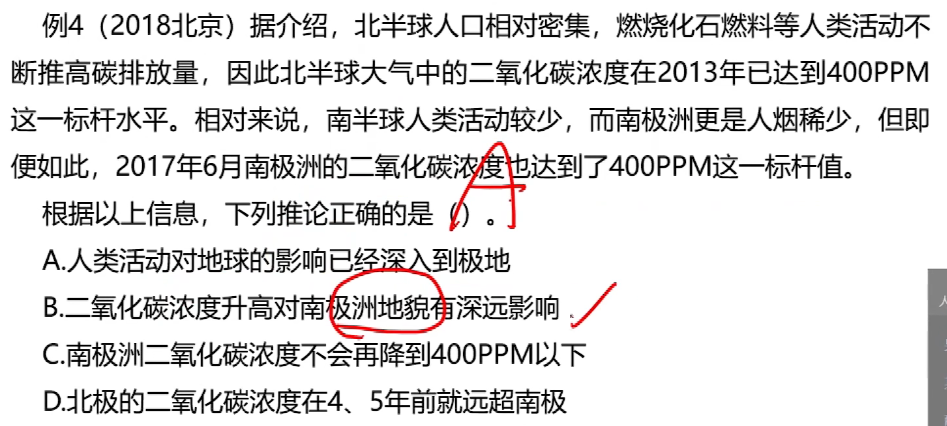 例4（2018北京）据介绍，北半球人口相对密集，燃烧化石燃料等人类活动不
断推高碳排放量，因此北半球大气中的二氧化碳浓度在2013年已达到400PPM
这一标杆水平。相对来说，南半球人类活动较少，而南极洲更是人烟稀少，但即
便如此，2017年6月南极洲的二氧化碳浓度也达到了400PPM这一标杆值。
根据以上信息，下列推论正确的是（）。
A
A.人类活动对地球的影响已经深入到极地
B.二氧化碳浓度升高对南极洲地貌有深远影响
C.南极洲二氧化碳浓度不会再降到400PPM以下
D.北极的二氧化碳浓度在4、5年前就远超南极